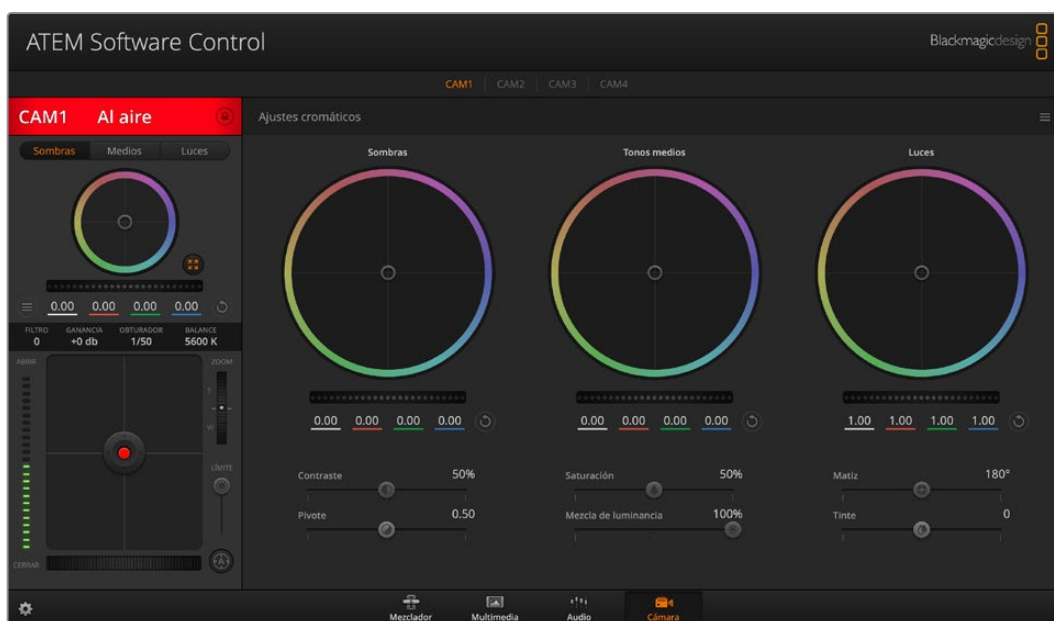 ATEM Software Control
Blackmagicdesign
CAM1 CAM2 CAM3 CAM4
CAM1 Al aire
Ajustes cromáticos
Sombras Medios Luces
0.00 0.00 0.00 0.00
FILTRO GANANCIA OBTURADOR BALANCE
0 +0 db 1/50 5600 K
ABRIR ZOOM
T
W
LÍMITE
A
CERRAR
Sombras Tonos medios Luces
0.00 0.00 0.00 0.00 0.00 0.00 0.00 0.00 1.00 1.00 1.00 1.00
Contraste 50% Saturación 50% Matiz 180°
Pivote 0.50 Mezcla de luminancia 100% Tinte 0
Mezclador Multimedia Audio Cámara